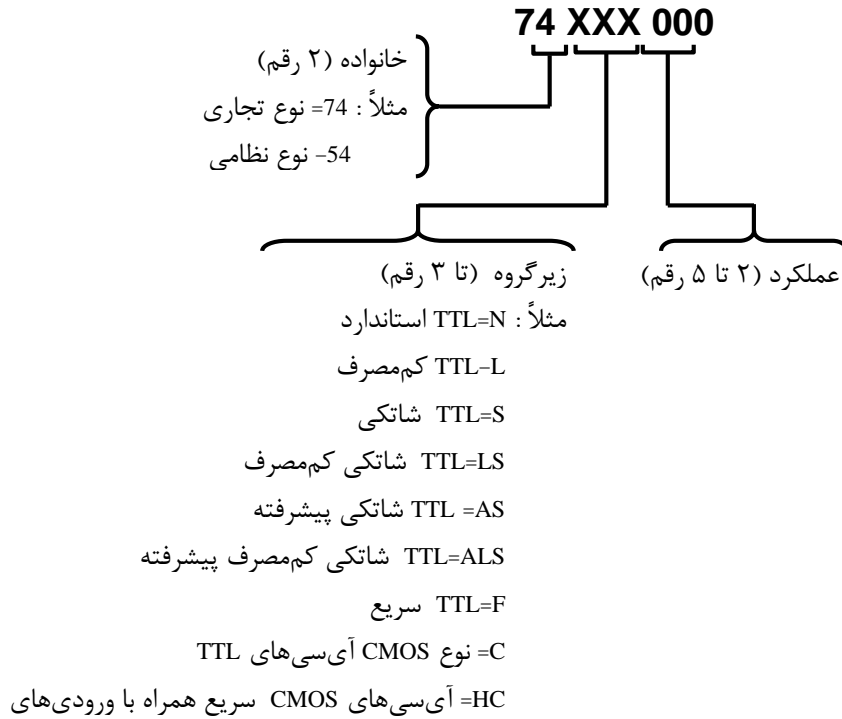 74 XXX 000
خانواده (۲ رقم)
مثلاً : 74= نوع تجاری
54- نوع نظامی
عملکرد (۲ تا ۵ رقم)
زیرگروه (تا ۳ رقم)
مثلاً : TTL=N استاندارد
TTL-L کم‌مصرف
TTL=S شاتکی
TTL=LS شاتکی کم‌مصرف
TTL =AS شاتکی پیشرفته
TTL=ALS شاتکی کم‌مصرف پیشرفته
TTL=F سریع
C= نوع CMOS آی‌سی‌های TTL
HC= آی‌سی‌های CMOS سریع همراه با ورودی‌های